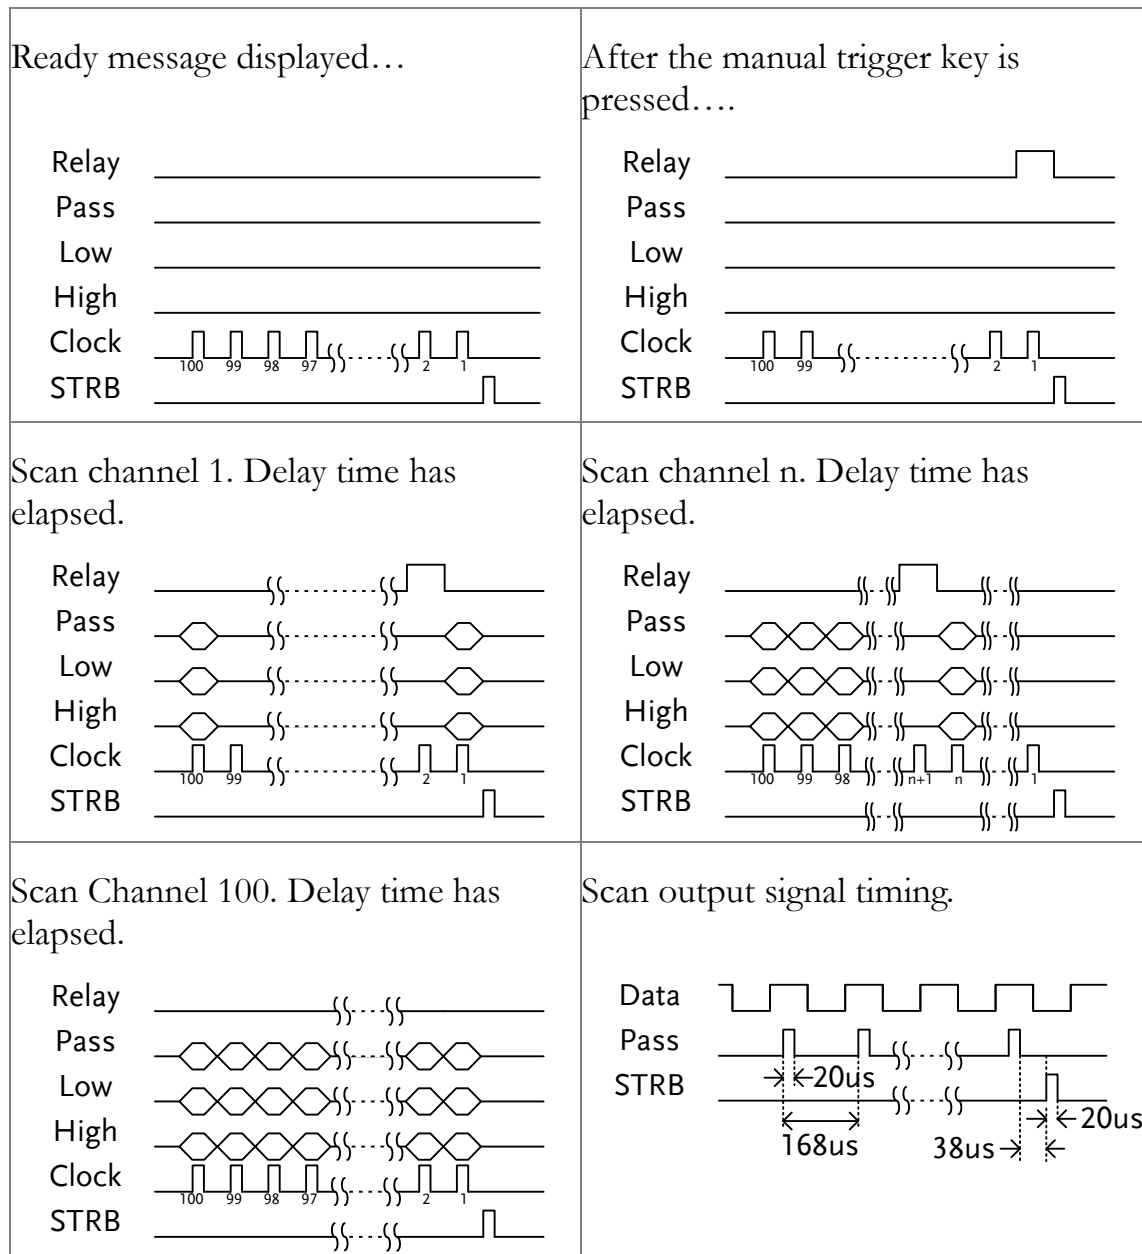 Ready message displayed…
Relay
Pass
Low
High
Clock
100 99 98 97 2 1
STRB
After the manual trigger key is
pressed….
Relay
Pass
Low
High
Clock
100 99 2 1
STRB
Scan channel 1. Delay time has
elapsed.
Relay
Pass
Low
High
Clock
100 99 2 1
STRB
Scan channel n. Delay time has
elapsed.
Relay
Pass
Low
High
Clock
100 99 98 n+1 n 1
STRB
Scan Channel 100. Delay time has
elapsed.
Relay
Pass
Low
High
Clock
100 99 98 97 2 1
STRB
Scan output signal timing.
Data
Pass
STRB
20us
20us
168us
38us